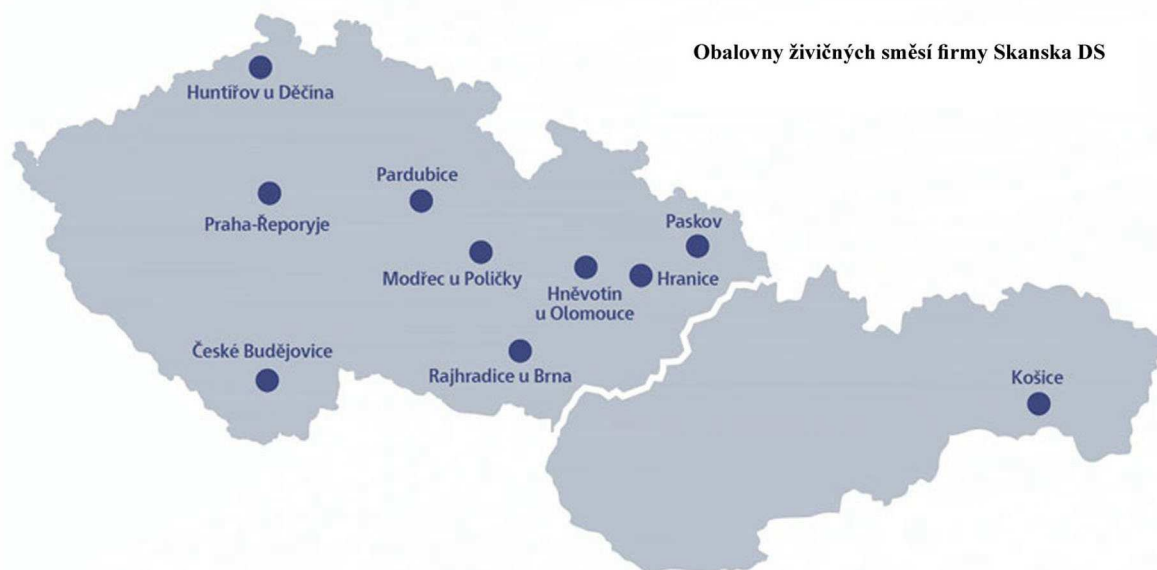 Obalovny živičných směsí firmy Skanska DS
Huntířov u Děčína
Pardubice
Praha-Řeporyje
Paskov
Modřec u Poličky
Hranice
Hněvotín
u Olomouce
České Budějovice
Rajhradice u Brna
Košice